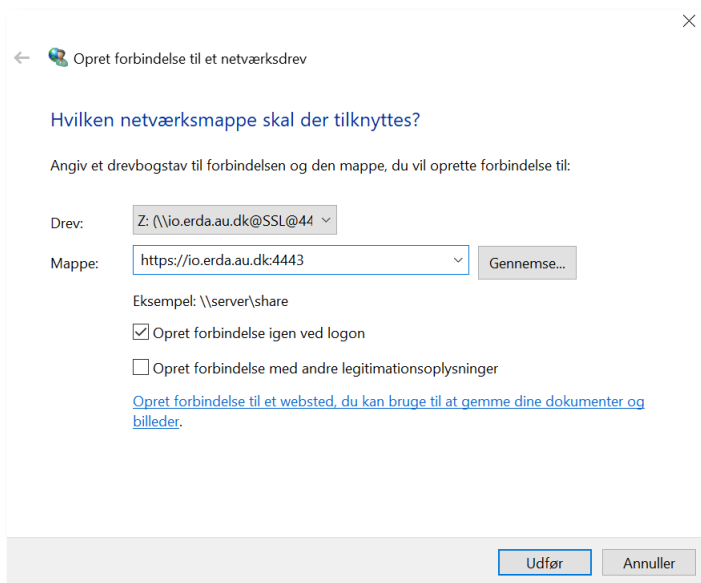 Opret forbindelse til et netværksdrev
Hvilken netværksmappe skal der tilknyttes?
Angiv et drevbogstav til forbindelsen og den mappe, du vil oprette forbindelse til:
Drev: Z: (\\io.erda.au.dk@SSL@44
Mappe: https://io.erda.au.dk:4443 Gennemse...
Eksempel: \\server\share
Opret forbindelse igen ved logon
Opret forbindelse med andre legitimationsoplysninger
Opret forbindelse til et websted, du kan bruge til at gemme dine dokumenter og
billeder.
Udfør Annuller